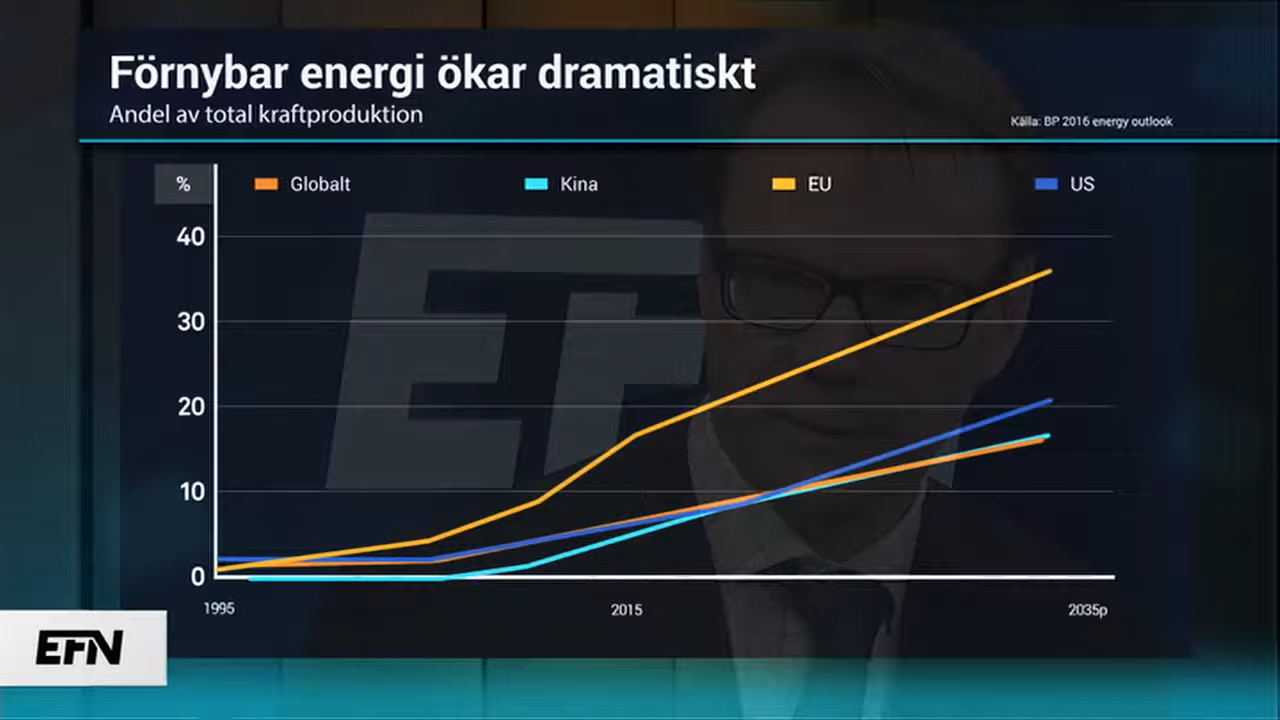 Förnybar energi ökar dramatiskt
Andel av total kraftproduktion
Källa: BP 2016 energy outlook
% Globalt Kina EU US
40
30
20
10
0
1995 2015 2035p
EFN